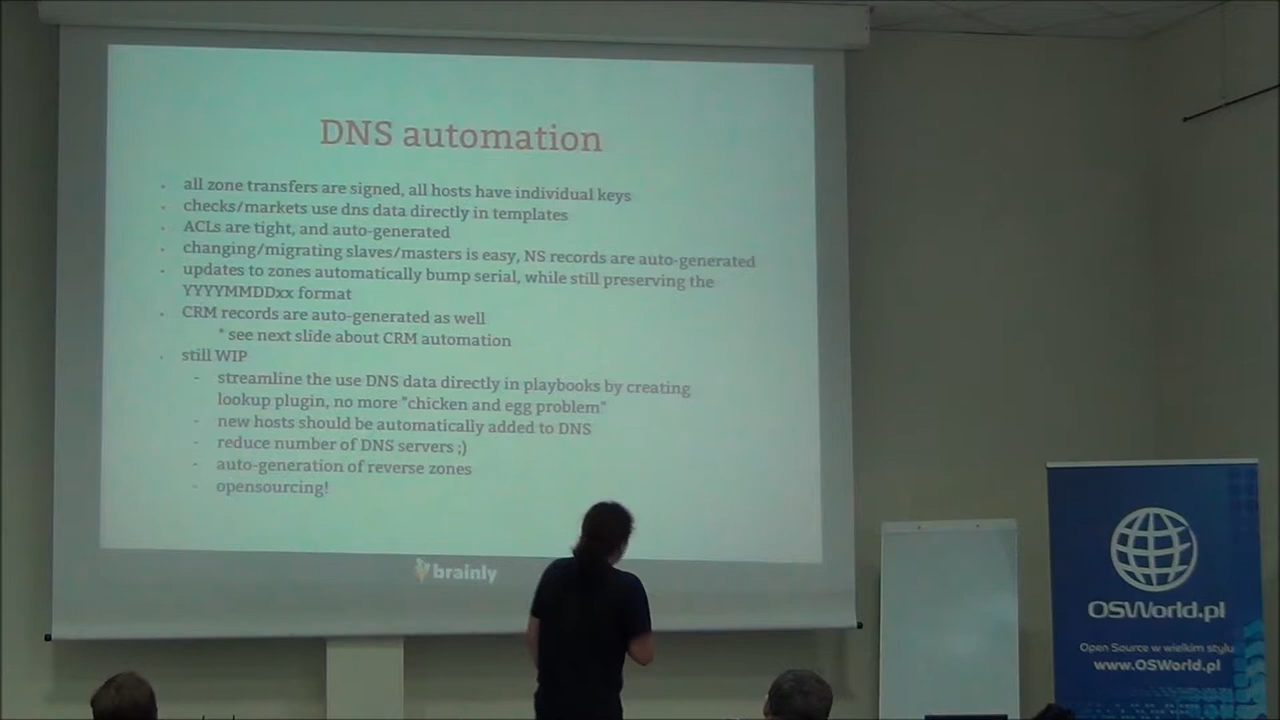 DNS automation
all zone transfers are signed, all hosts have individual keys
checks/markets use dns data directly in templates
ACLs are tight, and auto-generated
changing/migrating slaves/masters is easy, NS records are auto-generated
updates to zones automatically bump serial, while still preserving the
YYYYMMDDxx format
CRM records are auto-generated as well
* see next slide about CRM automation
still WIP
- streamline the use DNS data directly in playbooks by creating
lookup plugin, no more "chicken and egg problem"
- new hosts should be automatically added to DNS
- reduce number of DNS servers ;)
- auto-generation of reverse zones
- opensourcing!
brainly
OSWorld.pl
Open Source w wielkim stylu
www.OSWorld.pl